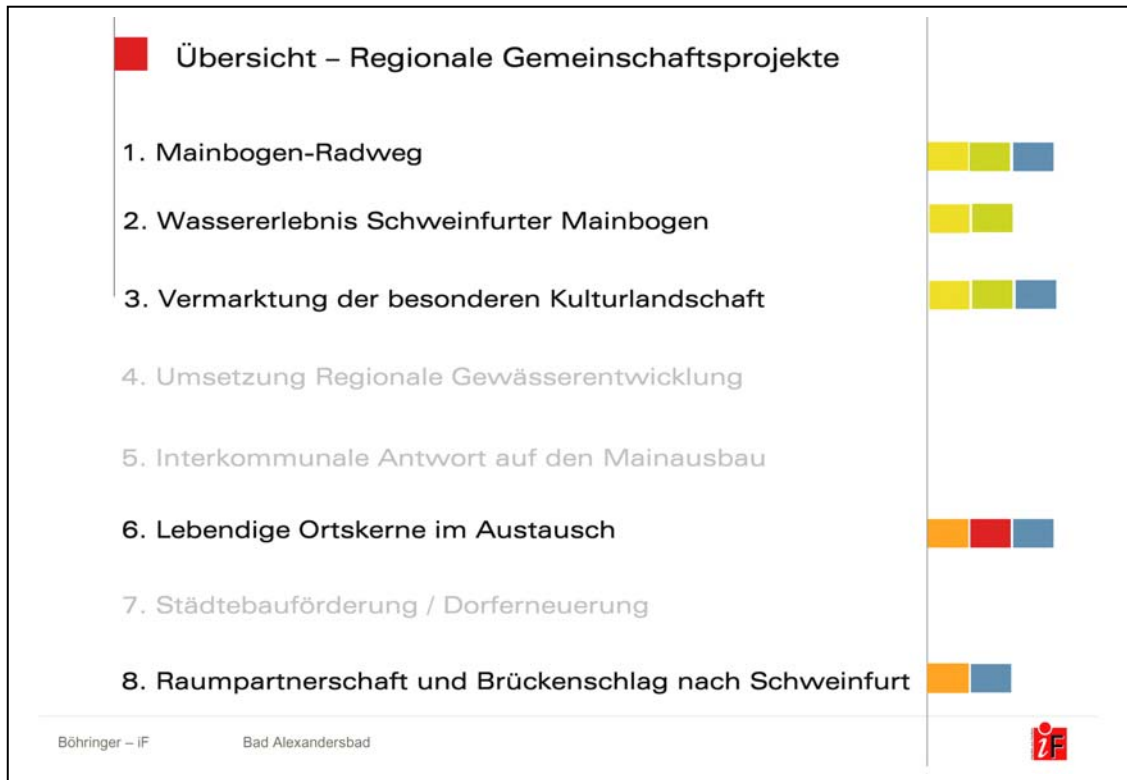 Übersicht – Regionale Gemeinschaftsprojekte
1. Mainbogen-Radweg
2. Wassererlebnis Schweinfurter Mainbogen
3. Vermarktung der besonderen Kulturlandschaft
4. Umsetzung Regionale Gewässerentwicklung
5. Interkommunale Antwort auf den Mainausbau
6. Lebendige Ortskerne im Austausch
7. Städtebauförderung / Dorferneuerung
8. Raumpartnerschaft und Brückenschlag nach Schweinfurt
Böhringer – iF Bad Alexandersbad
iF